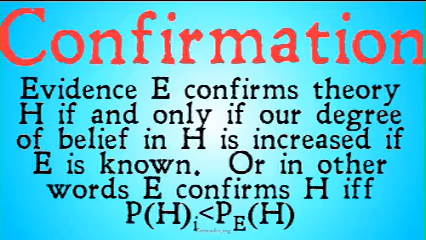 Confirmation
Evidence E confirms theory
H if and only if our degree
of belief in H is increased if
E is known. Or in other
words E confirms H iff
P(H)i<PE(H)